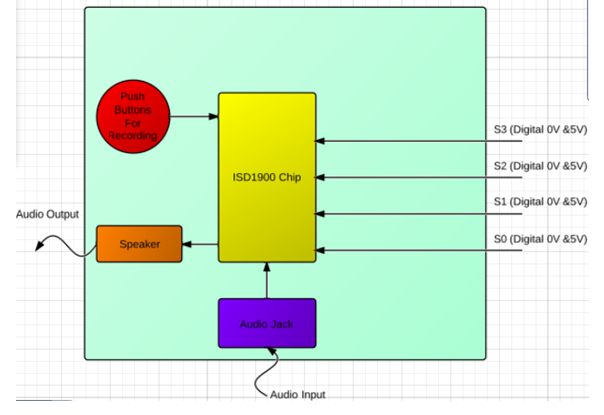 Push
Buttons
For
Recording
S3 (Digital 0V &5V)
ISD1900 Chip
S2 (Digital 0V &5V)
S1 (Digital 0V &5V)
Audio Output
Speaker
S0 (Digital 0V &5V)
Audio Jack
Audio Input